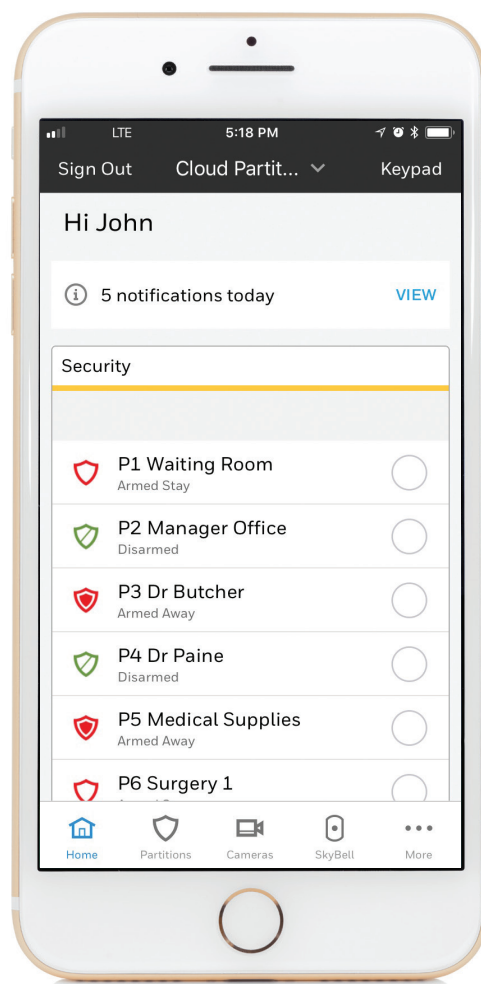 LTE 5:18 PM
Sign Out Cloud Partit... Keypad
Hi John
5 notifications today VIEW
Security
P1 Waiting Room
Armed Stay
P2 Manager Office
Disarmed
P3 Dr Butcher
Armed Away
P4 Dr Paine
Disarmed
P5 Medical Supplies
Armed Away
P6 Surgery 1
Home Partitions Cameras SkyBell More